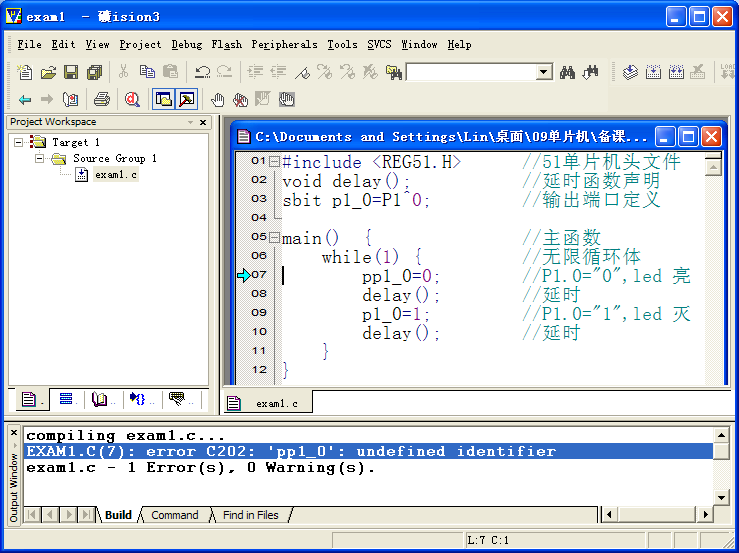 exam1 - 礦ision3
File Edit View Project Debug Flash Peripherals Tools SVCS Window Help
LOAD
Project Workspace
Target 1
Source Group 1
exam1.c
C:\Documents and Settings\Lin\桌面\09单片机\备课...
01 #include <REG51.H> //51单片机头文件
02 void delay(); //延时函数声明
03 sbit p1_0=P1^0; //输出端口定义
04
05 main() { //主函数
06 while(1) { //无限循环体
07 pp1_0=0; //P1.0="0",led 亮
08 delay(); //延时
09 p1_0=1; //P1.0="1",led 灭
10 delay(); //延时
11 }
12 }
exam1.c
compiling exam1.c...
EXAM1.C(7): error C202: 'pp1_0': undefined identifier
exam1.c - 1 Error(s), 0 Warning(s).
Output Window
Build Command Find in Files
L:7 C:1